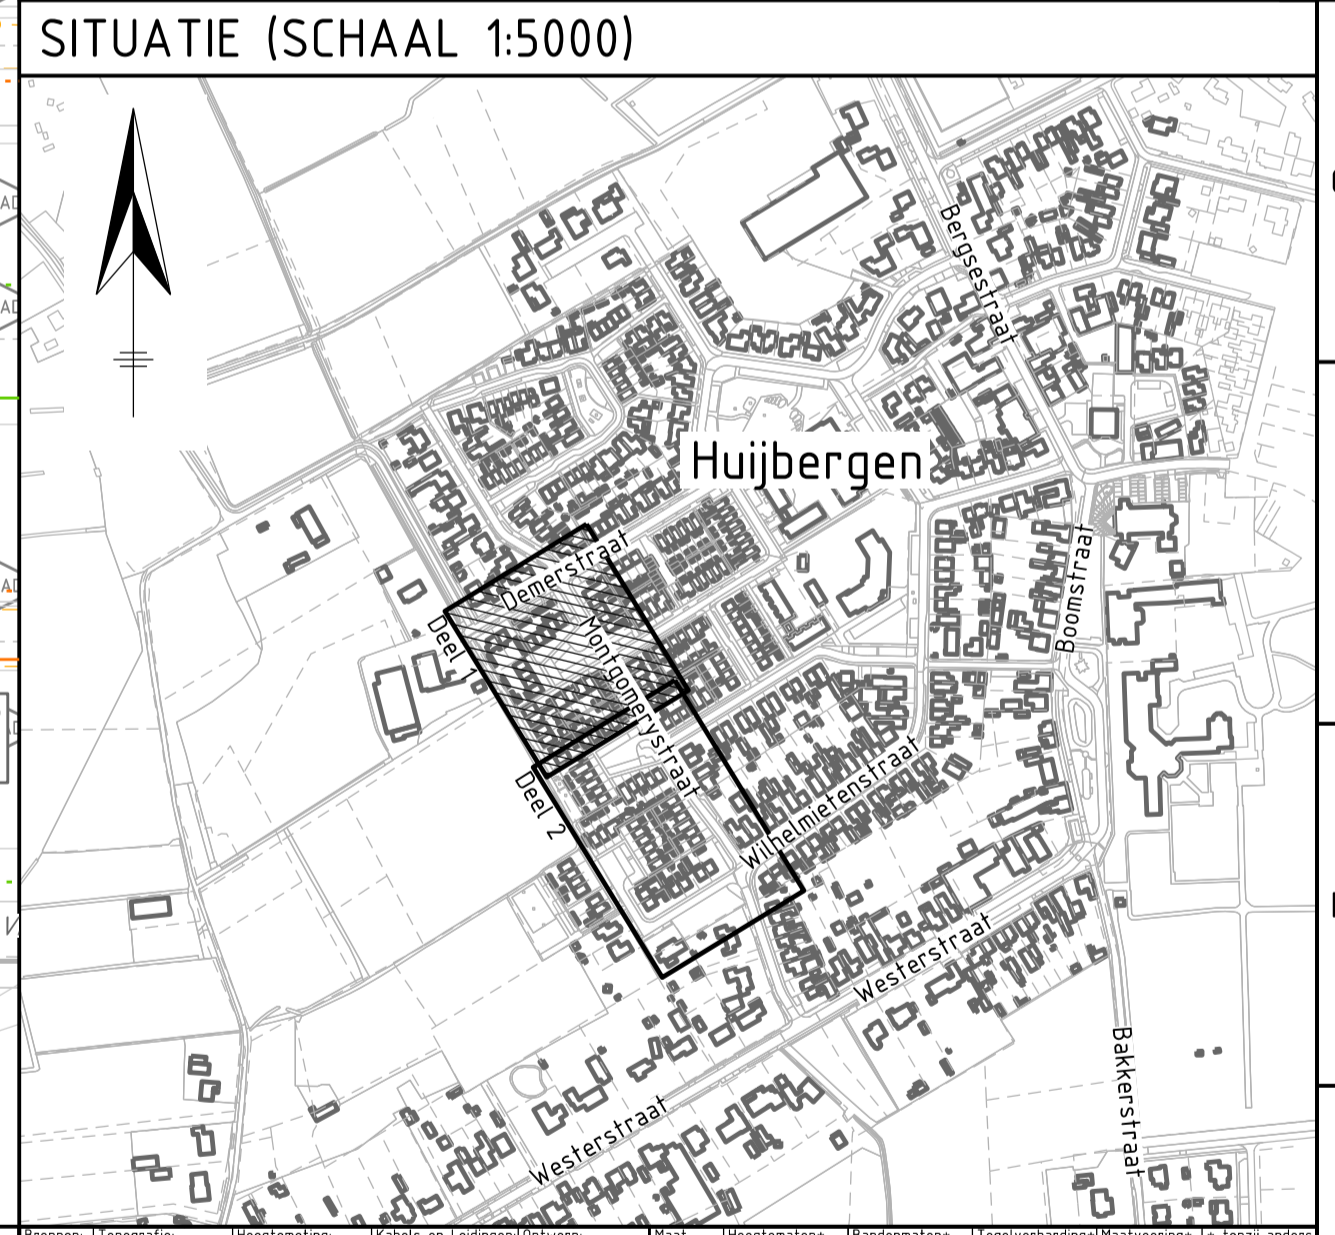 SITUATIE (SCHAAL 1:5000)
Bergsestraat
Huijbergen
Demerstraat
Deel 1
Montgomerystraat
Boomstraat
Deel 2
Wilhelmietenstraat
Westerstraat
Bakkerstraat
Westerstraat